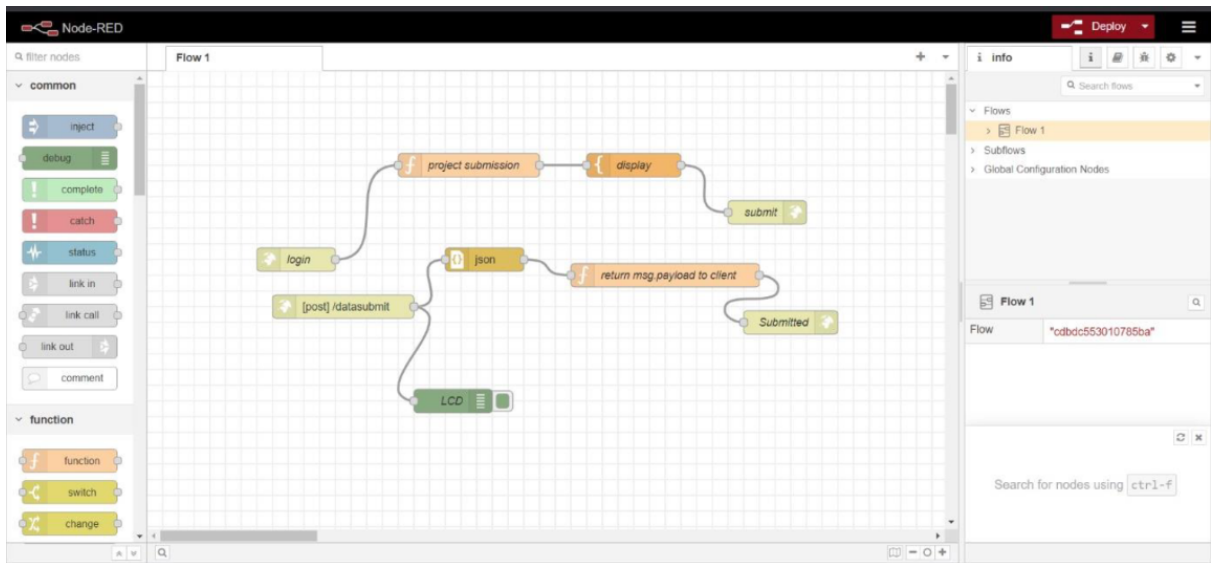 Node-RED
Deploy
filter nodes
Flow 1
info
i
common
Search flows
inject
Flows
Flow 1
debug
project submission
display
Subflows
complete
Global Configuration Nodes
catch
submit
status
login
json
link in
return msg.payload to client
link call
[post] /datasubmit
Flow 1
Submitted
Flow
"cdbdc553010785ba"
link out
comment
LCD
function
function
Search for nodes using ctrl-f
switch
change